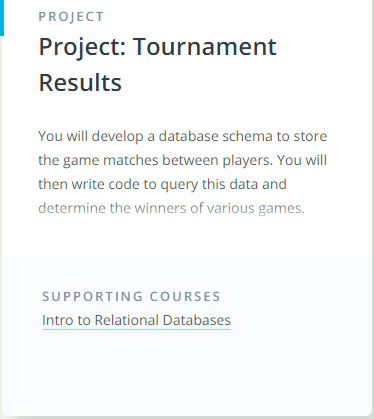 PROJECT
Project: Tournament
Results
You will develop a database schema to store
the game matches between players. You will
then write code to query this data and
determine the winners of various games.
SUPPORTING COURSES
Intro to Relational Databases